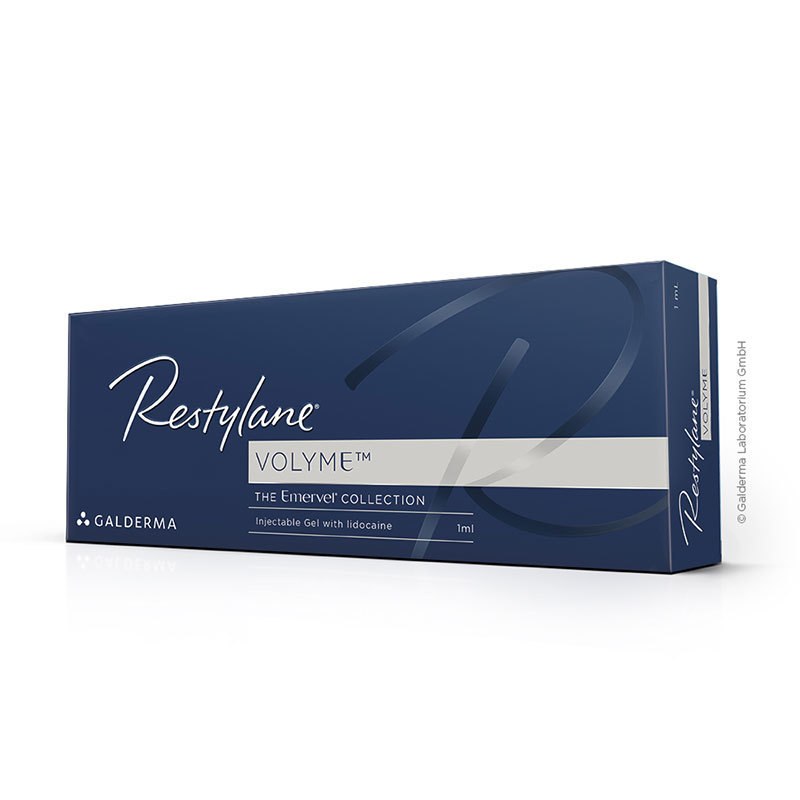 Restylane®
VOLYME™
THE Emervel® COLLECTION
Injectable Gel with lidocaine 1ml
GALDERMA
1 mL
Restylane®
VOLYME
© Galderma Laboratorium GmbH